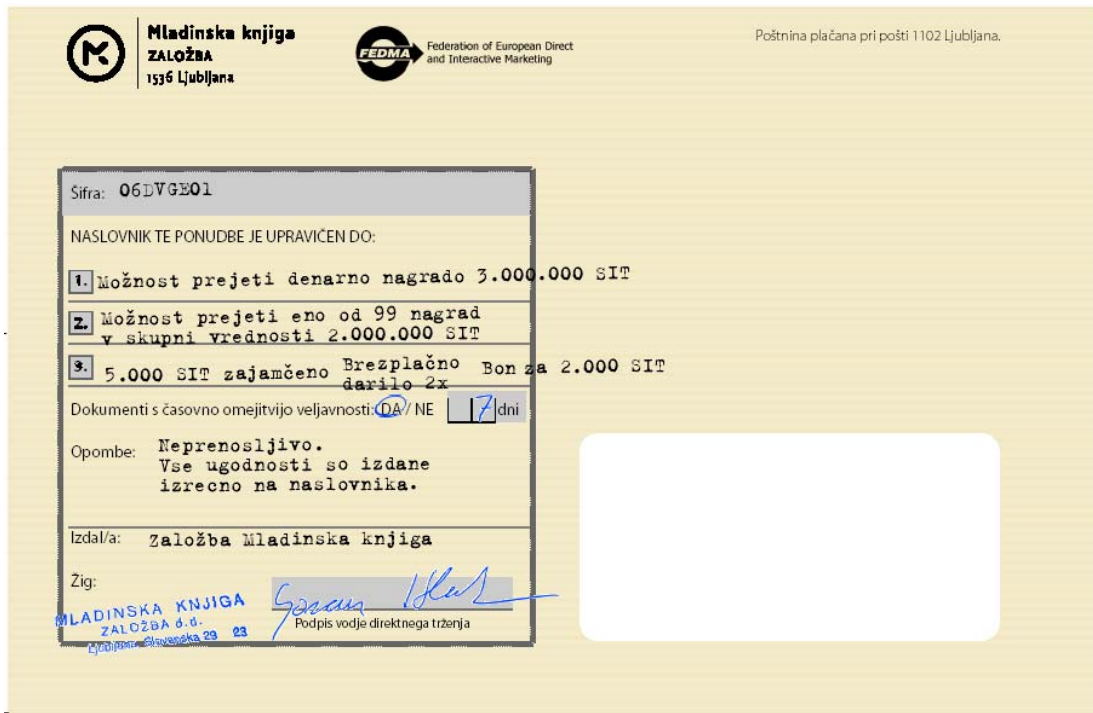 Mladinska knjiga
ZALOŽBA
1536 Ljubljana
FEDMA
Federation of European Direct
and Interactive Marketing
Poštnina plačana pri pošti 1102 Ljubljana.
Šifra: 06DVGE01
NASLOVNIK TE PONUDBE JE UPRAVIČEN DO:
1. Možnost prejeti denarno nagrado 3.000.000 SIT
2. Možnost prejeti eno od 99 nagrad
v skupni vrednosti 2.000.000 SIT
3. 5.000 SIT zajamčeno Brezplačno darilo 2x Bon za 2.000 SIT
Dokumenti s časovno omejitvijo veljavnosti: DA / NE 7 dni
Opombe: Neprenosljivo.
Vse ugodnosti so izdane
izrecno na naslovnika.
Izdal/a: Založba Mladinska knjiga
Žig:
MLADINSKA KNJIGA
ZALOŽBA d.d.
Ljubljana, Slovenska 29 23
Goran
Podpis vodje direktnega trženja